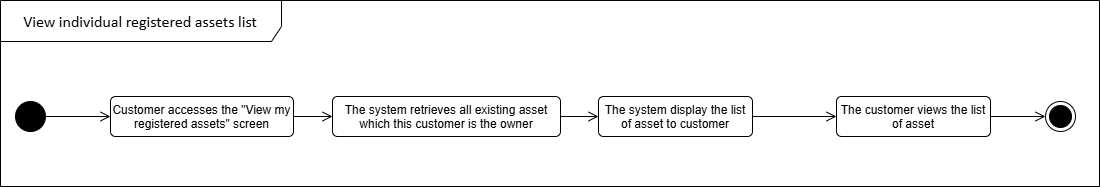 View individual registered assets list
Customer accesses the "View my
registered assets" screen
The system retrieves all existing asset
which this customer is the owner
The system display the list
of asset to customer
The customer views the list
of asset